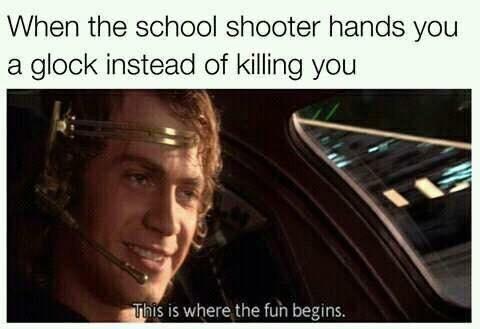 When the school shooter hands you
a glock instead of killing you
This is where the fun begins.